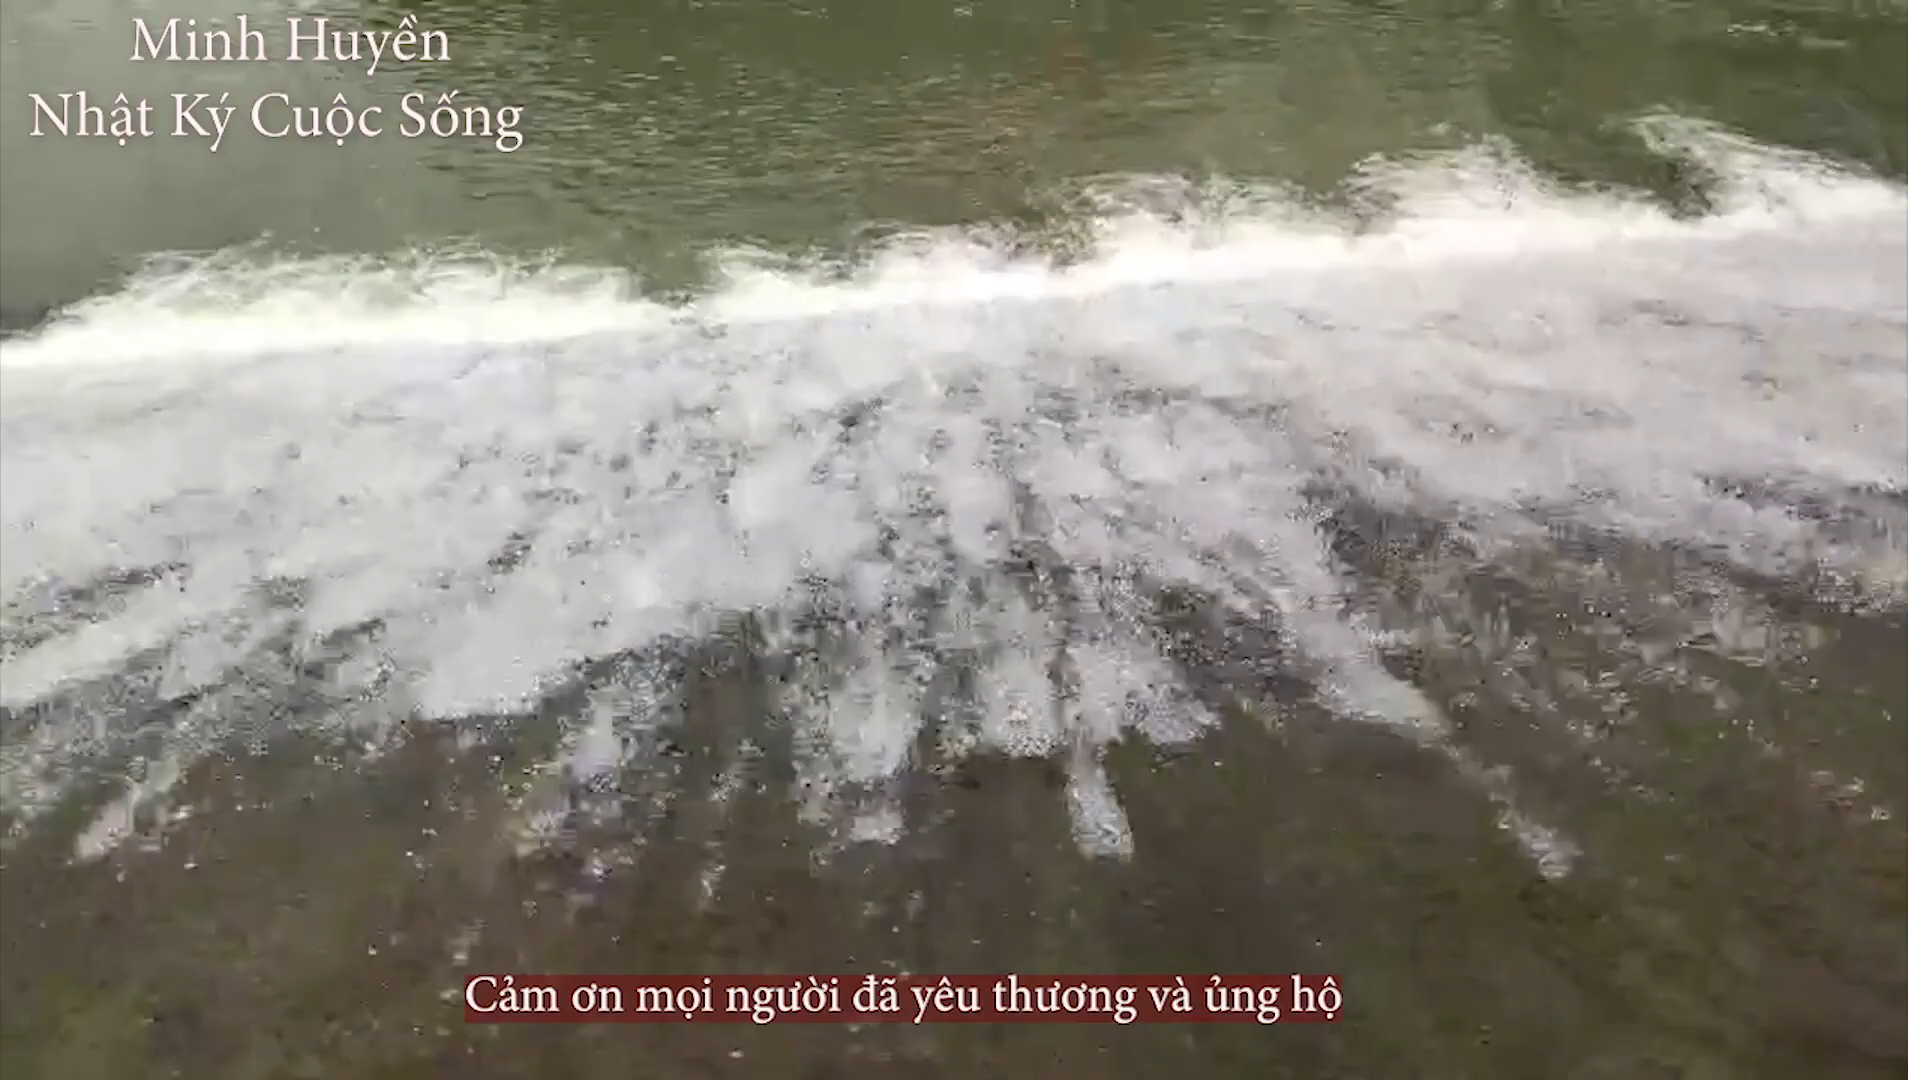 Minh Huyền
Nhật Ký Cuộc Sống
Cảm ơn mọi người đã yêu thương và ủng hộ